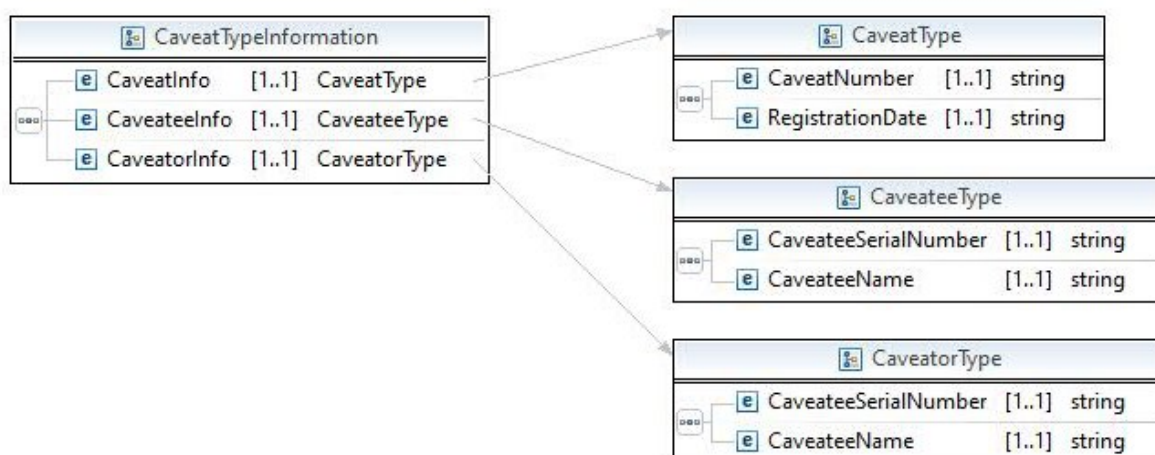 CaveatTypeInformation
e CaveatInfo [1..1] CaveatType
e CaveateeInfo [1..1] CaveateeType
e CaveatorInfo [1..1] CaveatorType
CaveatType
e CaveatNumber [1..1] string
e RegistrationDate [1..1] string
CaveateeType
e CaveateeSerialNumber [1..1] string
e CaveateeName [1..1] string
CaveatorType
e CaveateeSerialNumber [1..1] string
e CaveateeName [1..1] string